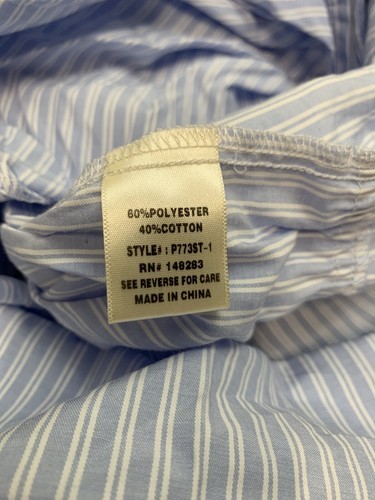 60%POLYESTER
40%COTTON
STYLE# : P773ST-1
RN# 148283
SEE REVERSE FOR CARE
MADE IN CHINA